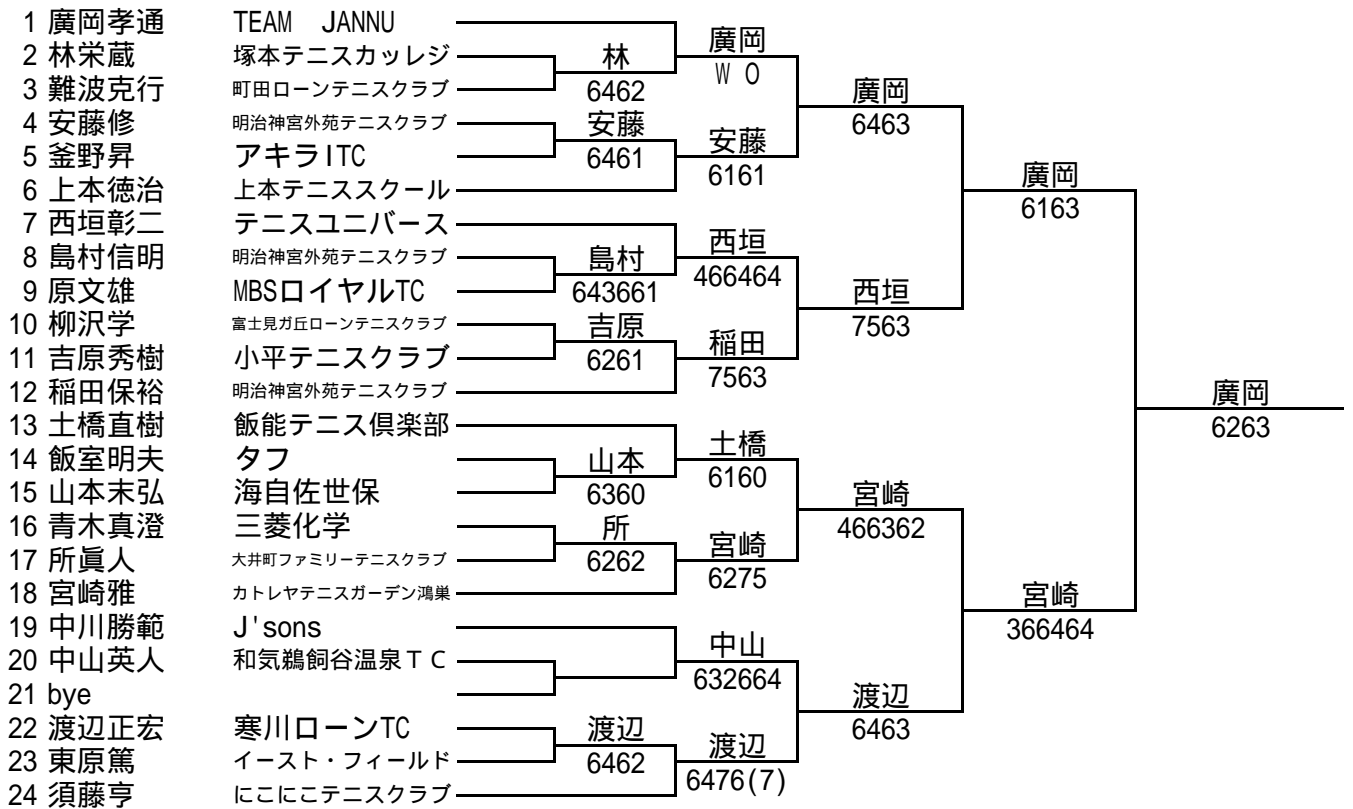 1 廣岡孝通 TEAM JANNU
2 林栄蔵 塚本テニスカッレジ
3 難波克行 町田ローンテニスクラブ
4 安藤修 明治神宮外苑テニスクラブ
5 釜野昇 アキラITC
6 上本徳治 上本テニススクール
7 西垣彰二 テニスユニバース
8 島村信明 明治神宮外苑テニスクラブ
9 原文雄 MBSロイヤルTC
10 柳沢学 富士見ガ丘ローンテニスクラブ
11 吉原秀樹 小平テニスクラブ
12 稲田保裕 明治神宮外苑テニスクラブ
13 土橋直樹 飯能テニス倶楽部
14 飯室明夫 タフ
15 山本末弘 海自佐世保
16 青木真澄 三菱化学
17 所眞人 大井町ファミリーテニスクラブ
18 宮崎雅 カトレヤテニスガーデン鴻巣
19 中川勝範 J'sons
20 中山英人 和気鵜飼谷温泉ＴＣ
21 bye
22 渡辺正宏 寒川ローンTC
23 東原篤 イースト・フィールド
24 須藤亨 にこにこテニスクラブ
林
6462
安藤
6461
島村
643661
吉原
6261
山本
6360
所
6262
渡辺
6462
廣岡
W O
安藤
6161
西垣
466464
稲田
7563
土橋
6160
宮崎
6275
中山
632664
渡辺
6476(7)
廣岡
6463
西垣
7563
宮崎
466362
渡辺
6463
廣岡
6163
宮崎
366464
廣岡
6263